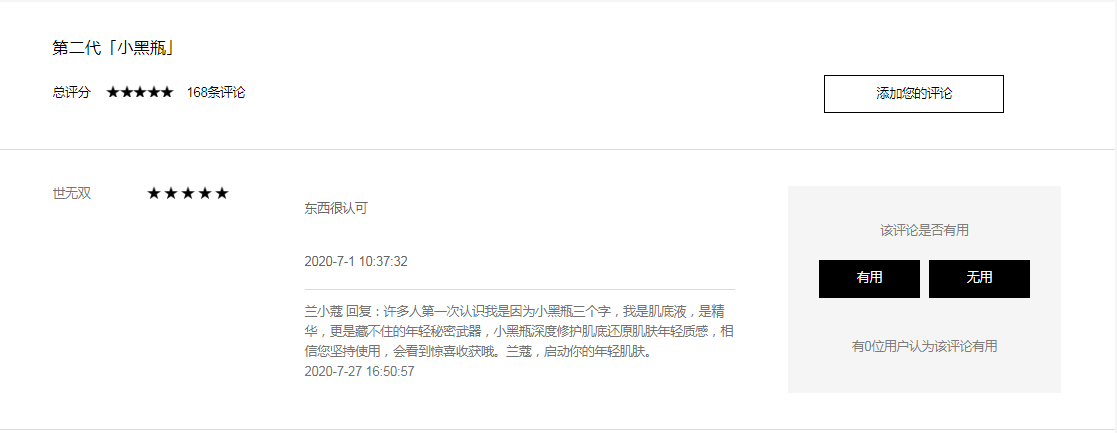 第二代「小黑瓶」
总评分 ★★★★★ 168条评论
添加您的评论
世无双 ★★★★★
东西很认可
2020-7-1 10:37:32
兰小蔻 回复：许多人第一次认识我是因为小黑瓶三个字，我是肌底液，是精
华，更是藏不住的年轻秘密武器，小黑瓶深度修护肌底还原肌肤年轻质感，相
信您坚持使用，会看到惊喜收获哦。兰蔻，启动你的年轻肌肤。
2020-7-27 16:50:57
该评论是否有用
有用 无用
有0位用户认为该评论有用